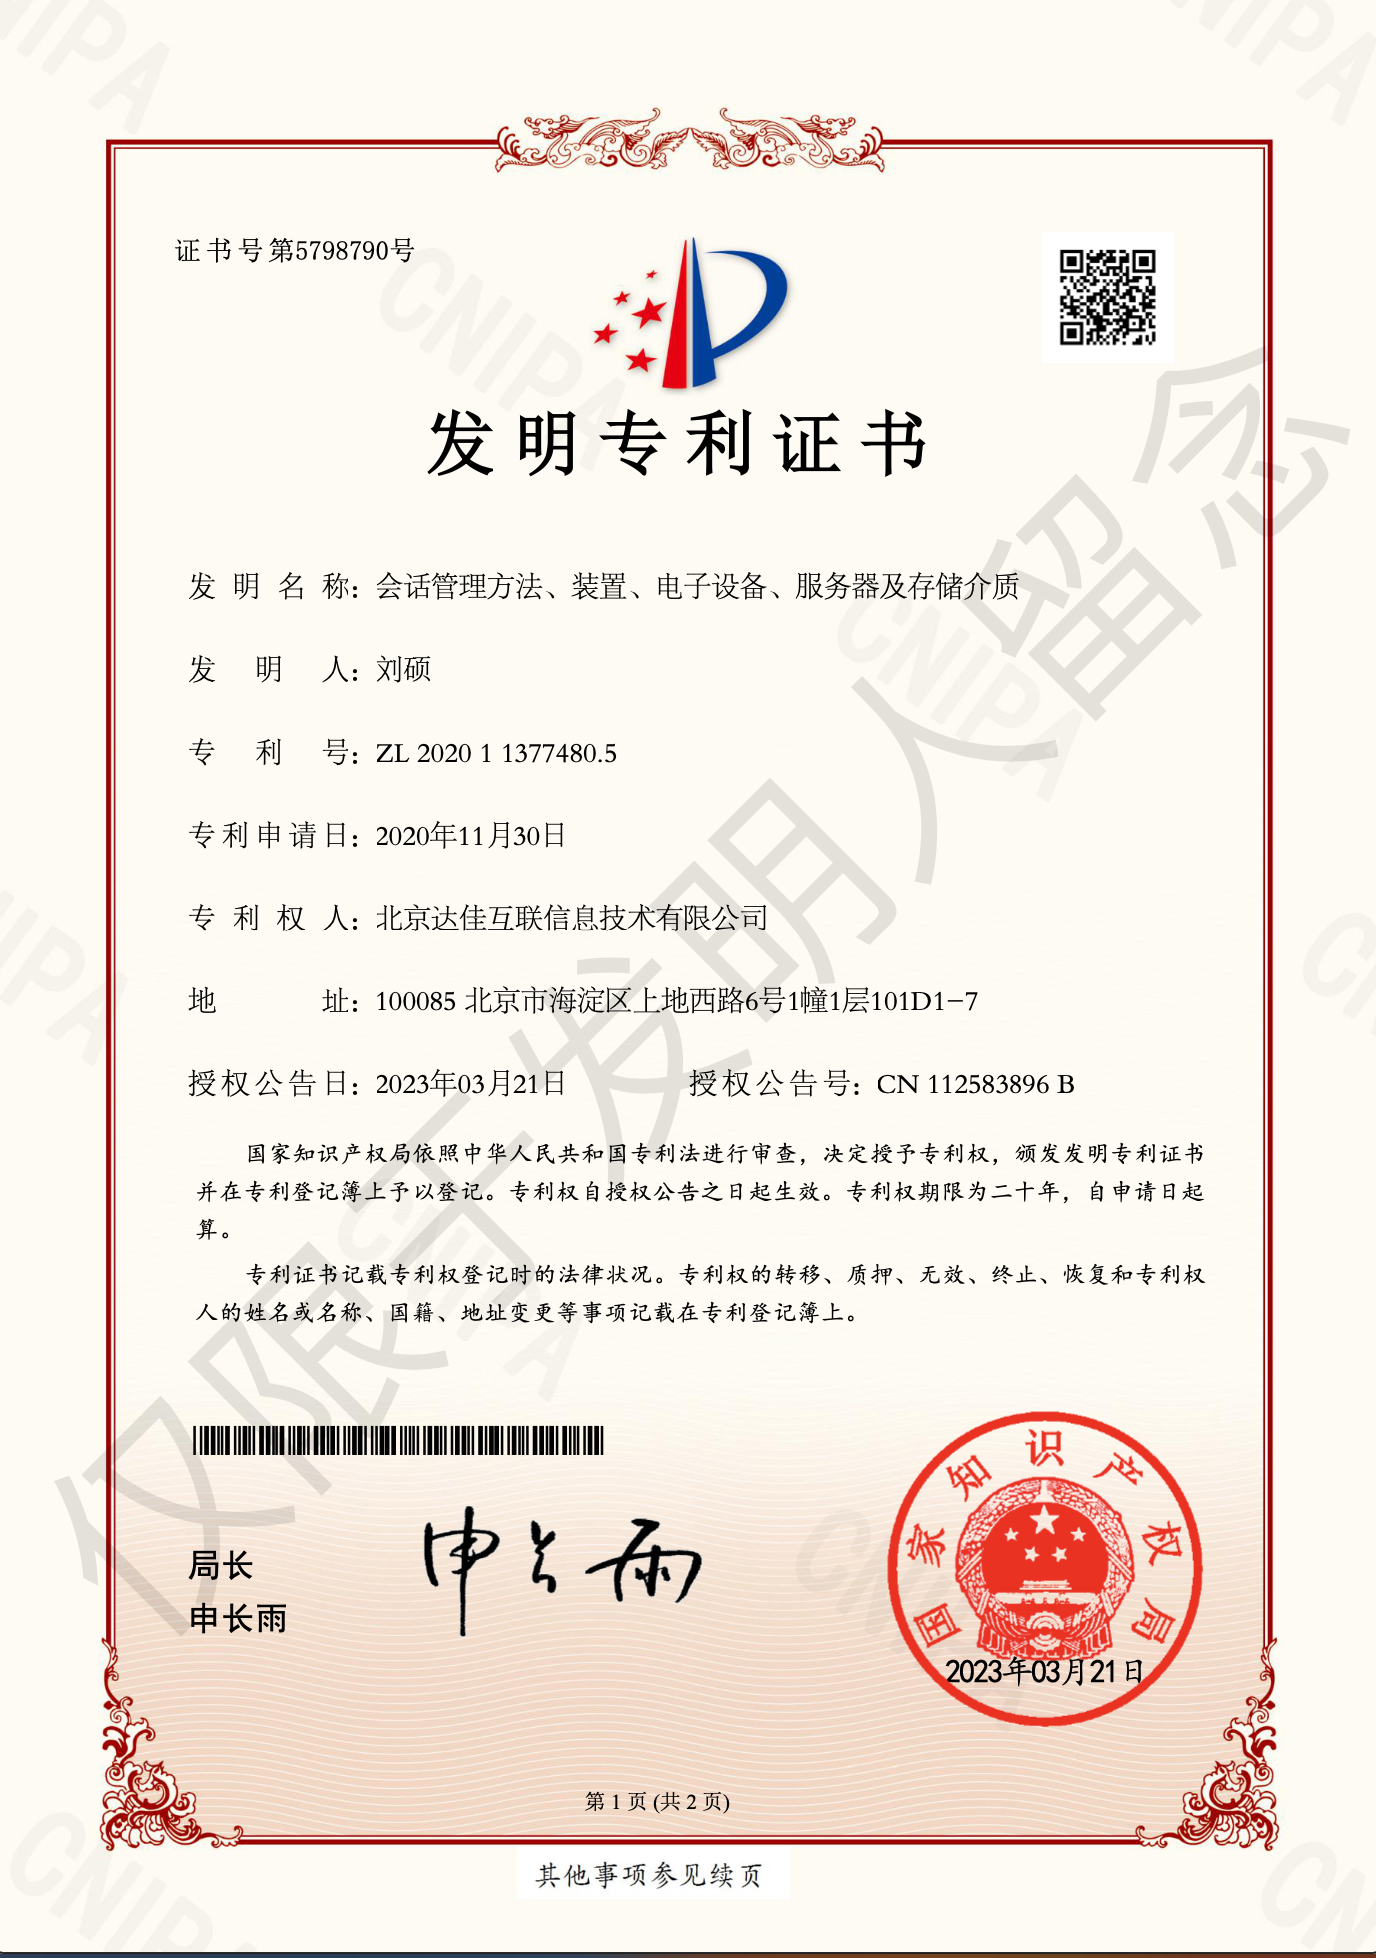 证书号第5798790号
发明专利证书
发明名称：会话管理方法、装置、电子设备、服务器及存储介质
发明人：刘硕
专利号：ZL 2020 1 1377480.5
专利申请日：2020年11月30日
专利权人：北京达佳互联信息技术有限公司
地址：100085 北京市海淀区上地西路6号1幢1层101D1-7
授权公告日：2023年03月21日 授权公告号：CN 112583896 B
国家知识产权局依照中华人民共和国专利法进行审查，决定授予专利权，颁发发明专利证书
并在专利登记簿上予以登记。专利权自授权公告之日起生效。专利权期限为二十年，自申请日起
算。
专利证书记载专利权登记时的法律状况。专利权的转移、质押、无效、终止、恢复和专利权
人的姓名或名称、国籍、地址变更等事项记载在专利登记簿上。
局长
申长雨
申长雨
国家知识产权局
2023年03月21日
第 1 页 (共 2 页)
其他事项参见续页
仅限于发明人留念
CNIPA
CNIPA
CNIPA
CNIPA
CNIPA
CNIPA
CNIPA
CNIPA
CNIPA
CNIPA